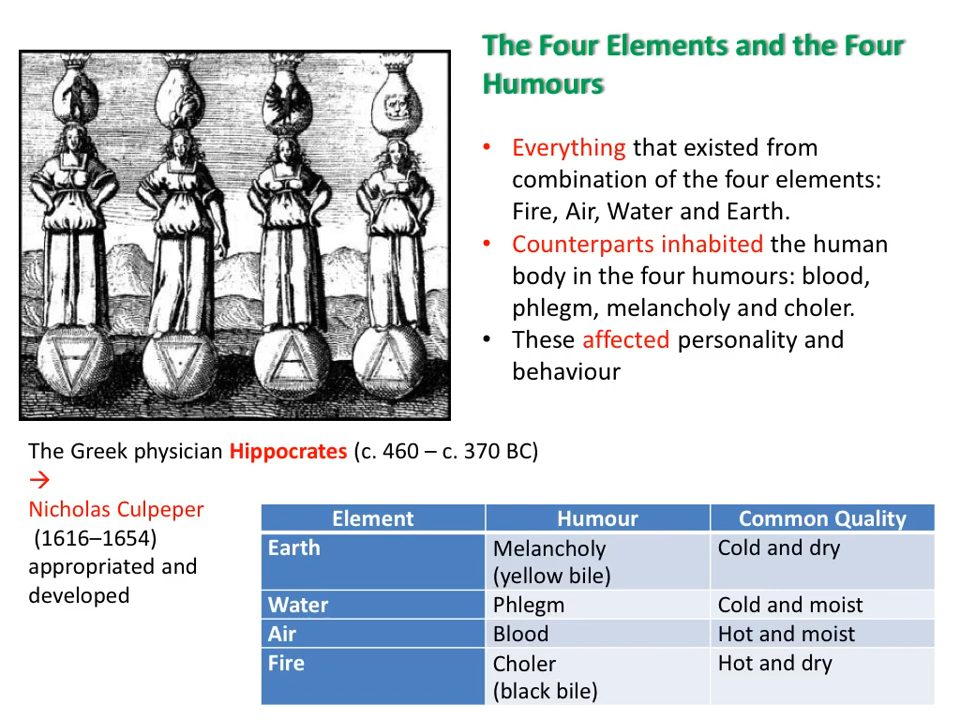 The Four Elements and the Four
Humours
• Everything that existed from
combination of the four elements:
Fire, Air, Water and Earth.
• Counterparts inhabited the human
body in the four humours: blood,
phlegm, melancholy and choler.
• These affected personality and
behaviour
The Greek physician Hippocrates (c. 460 – c. 370 BC)
→
Nicholas Culpeper
(1616–1654)
appropriated and
developed
Element Humour Common Quality
Earth Melancholy Cold and dry
(yellow bile)
Water Phlegm Cold and moist
Air Blood Hot and moist
Fire Choler Hot and dry
(black bile)